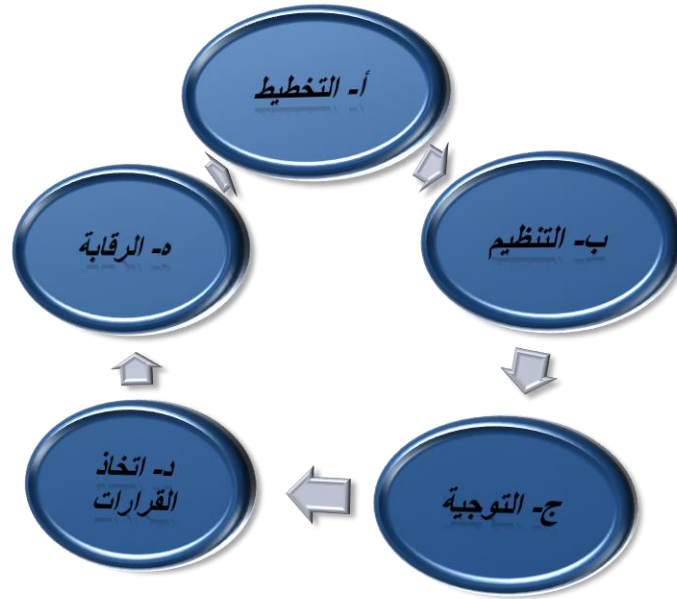 أ- التخطيط
ب- التنظيم
ج- التوجية
د- اتخاذ
القرارات
ه- الرقابة